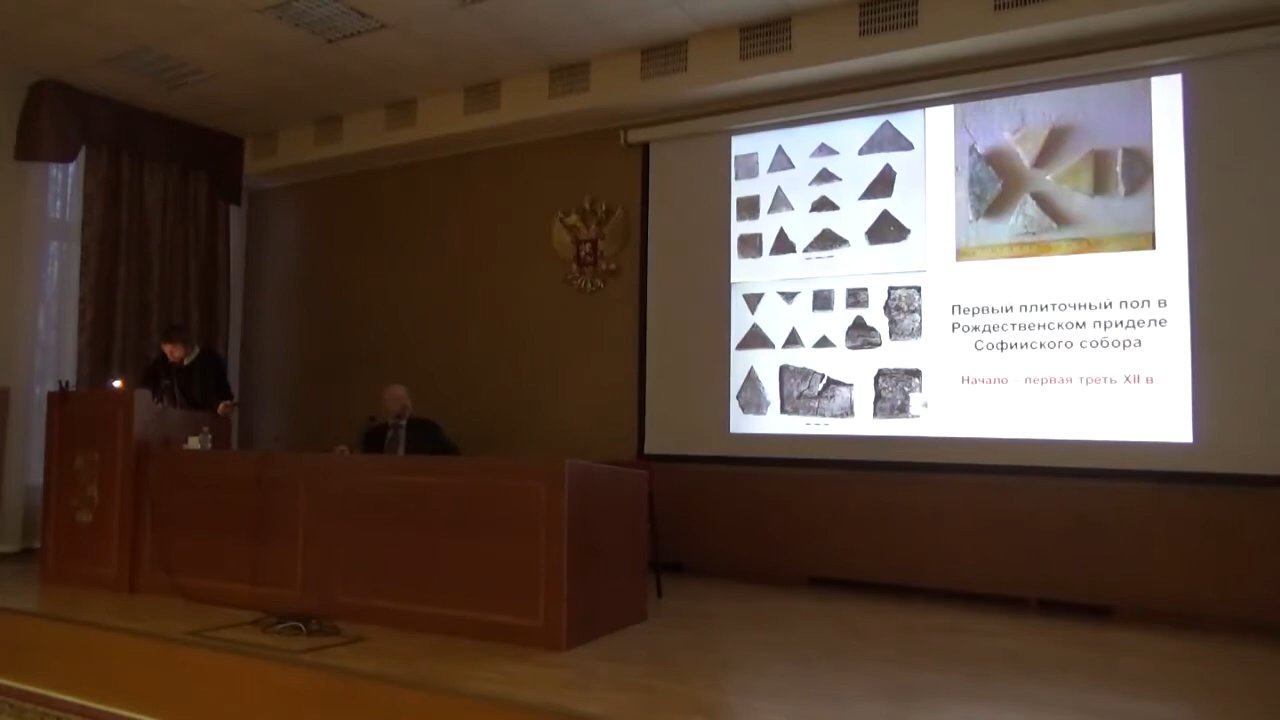 Первый плиточный пол в
Рождественском приделе
Софийского собора
Начало – первая треть XII в